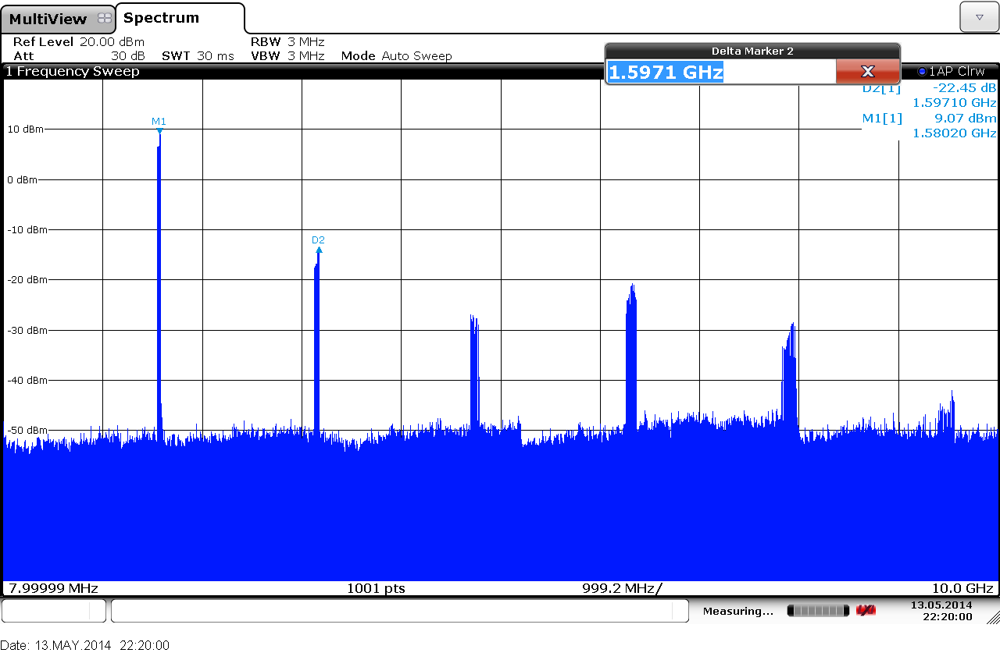 MultiView Spectrum
Ref Level 20.00 dBm RBW 3 MHz
Att 30 dB SWT 30 ms VBW 3 MHz Mode Auto Sweep
Delta Marker 2
1.5971 GHz X
1 Frequency Sweep 1AP Clrw
D2[1] -22.45 dB
1.59710 GHz
M1[1] 9.07 dBm
1.58020 GHz
M1
10 dBm
0 dBm
-10 dBm
D2
-20 dBm
-30 dBm
-40 dBm
-50 dBm
7.99999 MHz 1001 pts 999.2 MHz/ 10.0 GHz
Measuring... 13.05.2014
22:20:00
Date: 13.MAY.2014 22:20:00